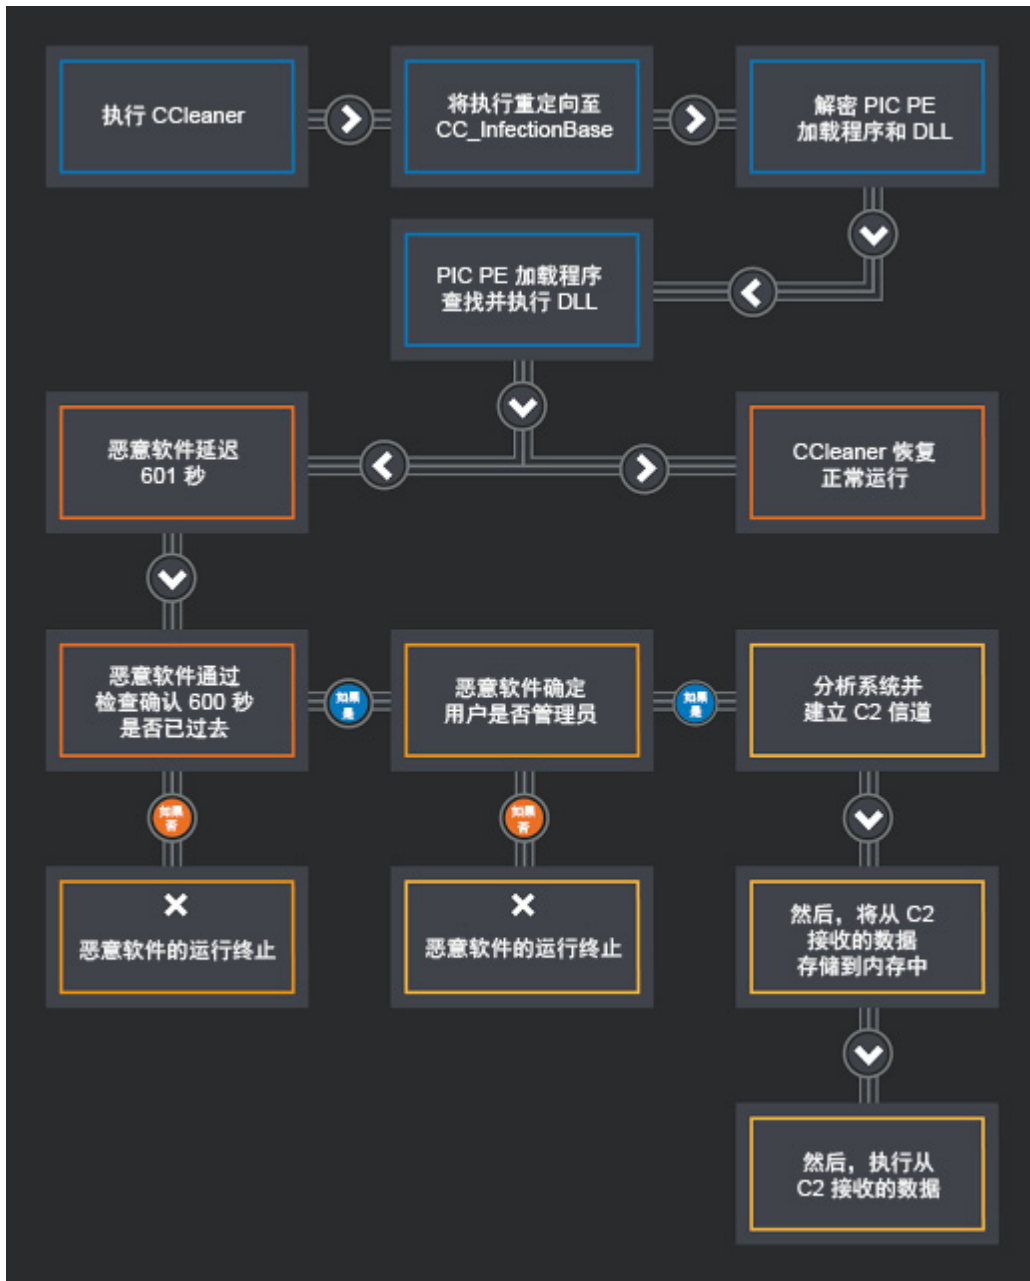 执行 CCleaner
将执行重定向至
CC_InfectionBase
解密 PIC PE
加载程序和 DLL
PIC PE 加载程序
查找并执行 DLL
恶意软件延迟
601 秒
CCleaner 恢复
正常运行
恶意软件通过
检查确认 600 秒
是否已过去
如果
是
恶意软件确定
用户是否管理员
如果
是
分析系统并
建立 C2 信道
如果
否
如果
否
恶意软件的运行终止
恶意软件的运行终止
然后，将从 C2
接收的数据
存储到内存中
然后，执行从
C2 接收的数据